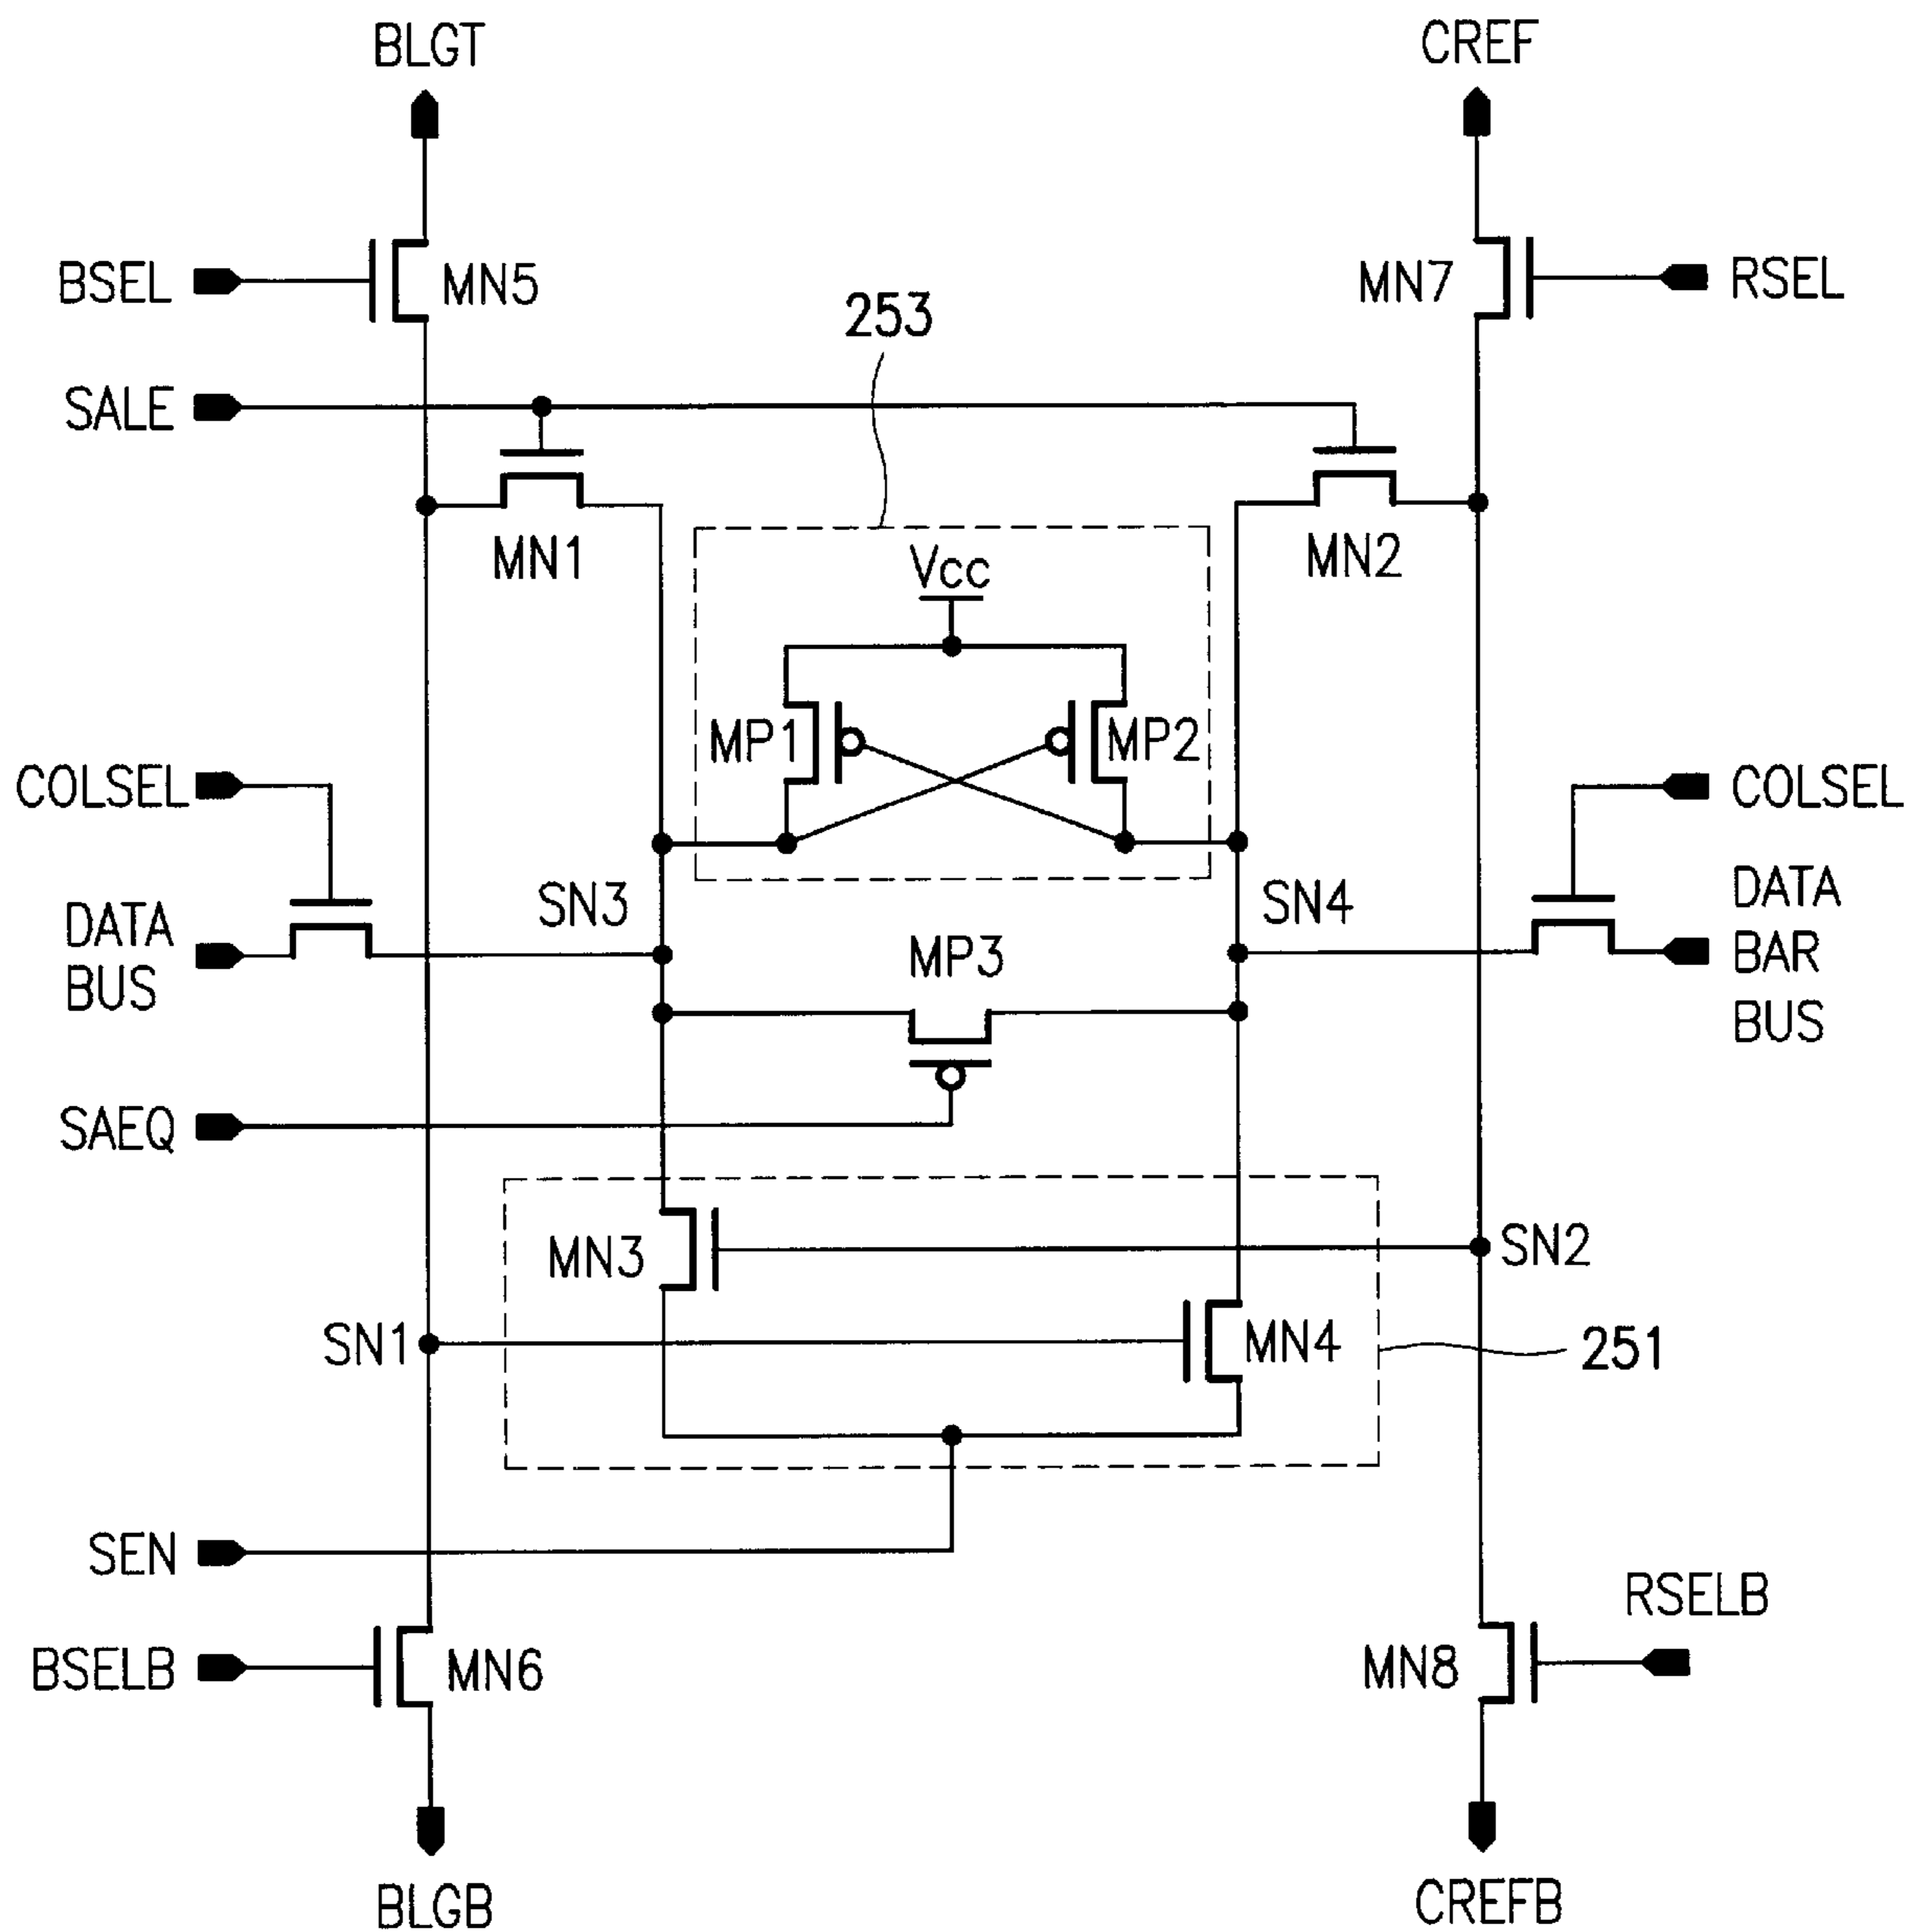 BLGT
CREF
BSEL
MN5
MN7
RSEL
253
SALE
MN1
MN2
Vcc
MP1
MP2
COLSEL
COLSEL
SN3
SN4
DATA
BUS
DATA
BAR
BUS
MP3
SAEQ
MN3
SN2
SN1
MN4
251
SEN
RSELB
BSELB
MN6
MN8
BLGB
CREFB